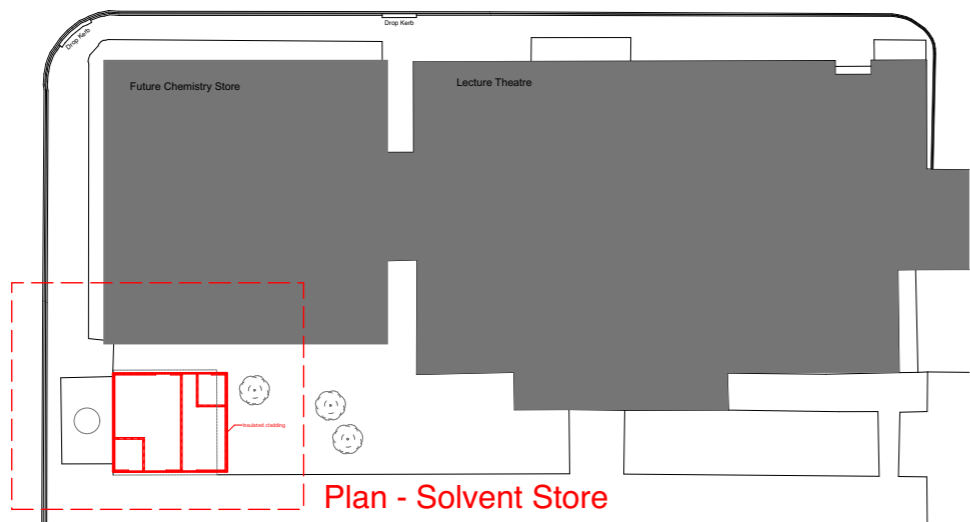 Drop Kerb
Drop Kerb
Future Chemistry Store
Lecture Theatre
Insulated cladding
Plan - Solvent Store